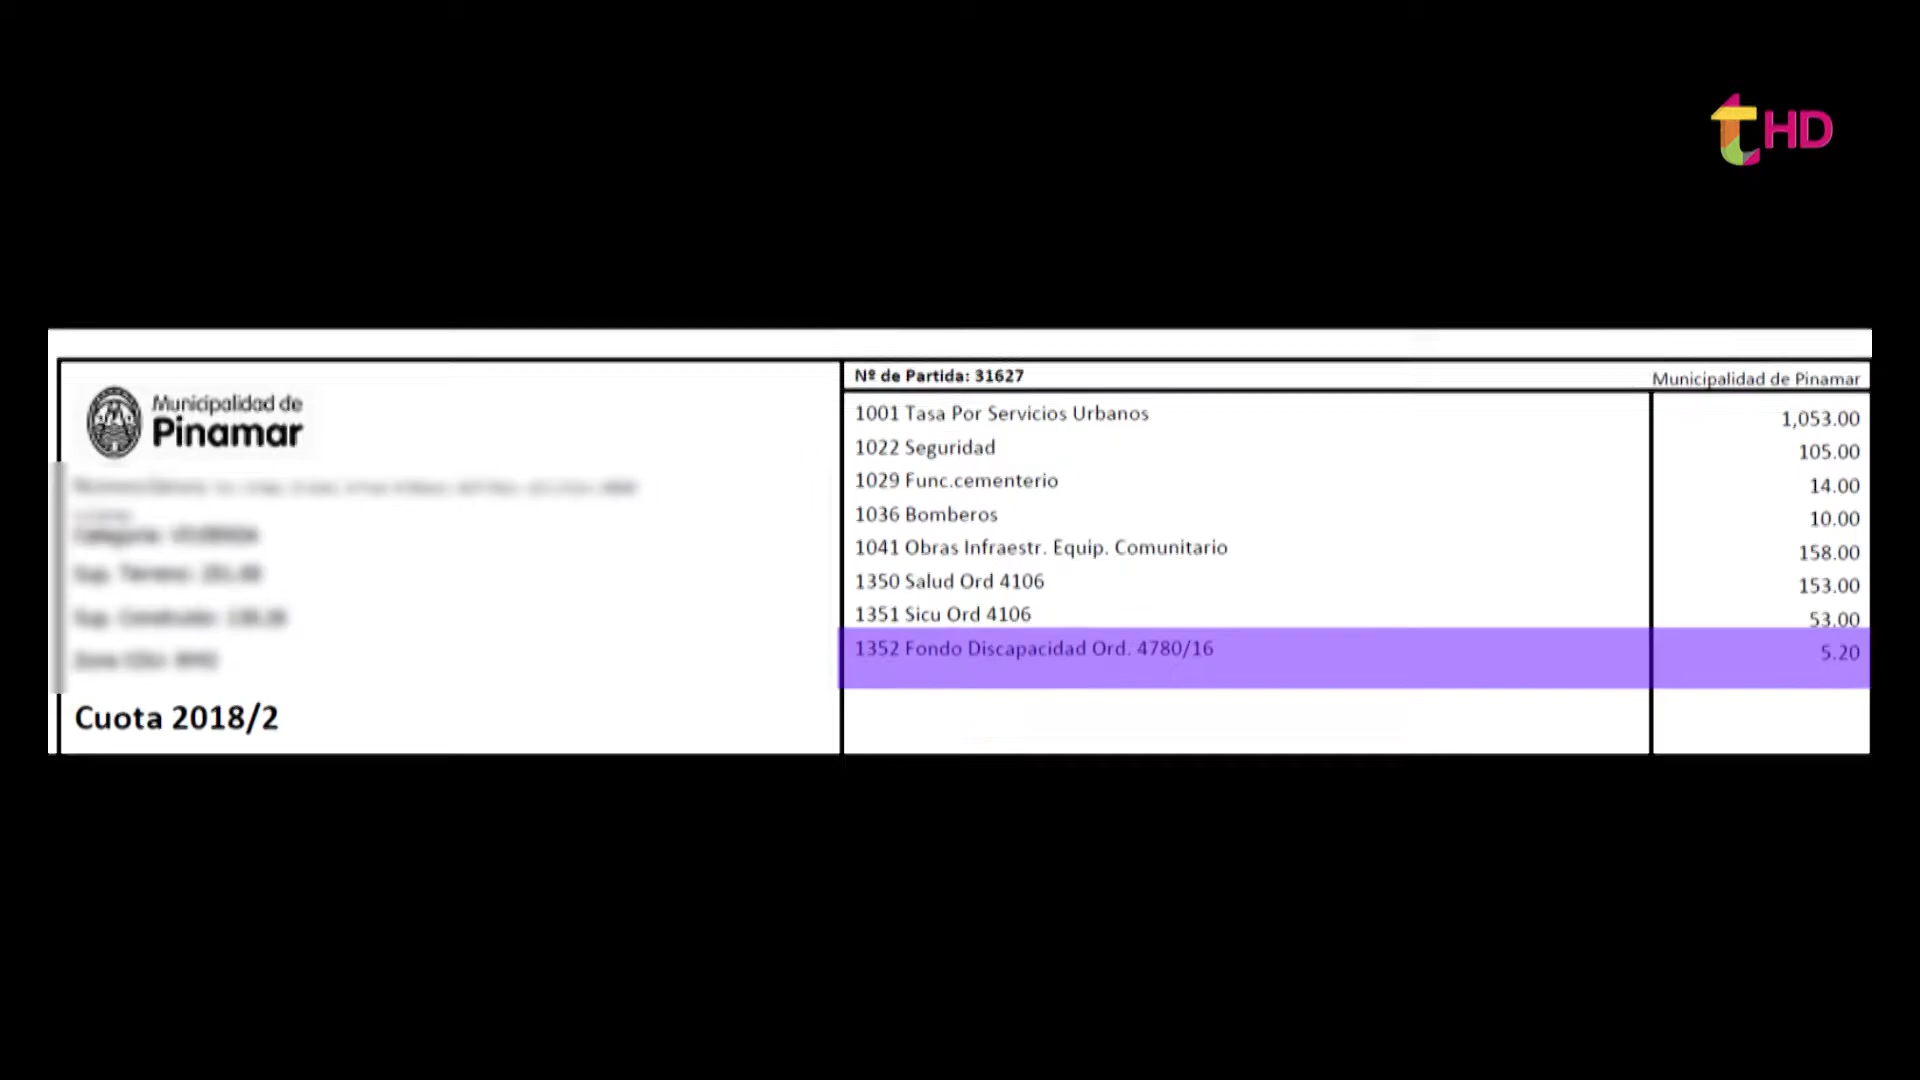 tHD
Nº de Partida: 31627
Municipalidad de Pinamar
Municipalidad de
Pinamar
1001 Tasa Por Servicios Urbanos 1,053.00
1022 Seguridad 105.00
1029 Func.cementerio 14.00
1036 Bomberos 10.00
1041 Obras Infraestr. Equip. Comunitario 158.00
1350 Salud Ord 4106 153.00
1351 Sicu Ord 4106 53.00
1352 Fondo Discapacidad Ord. 4780/16 5.20
Cuota 2018/2